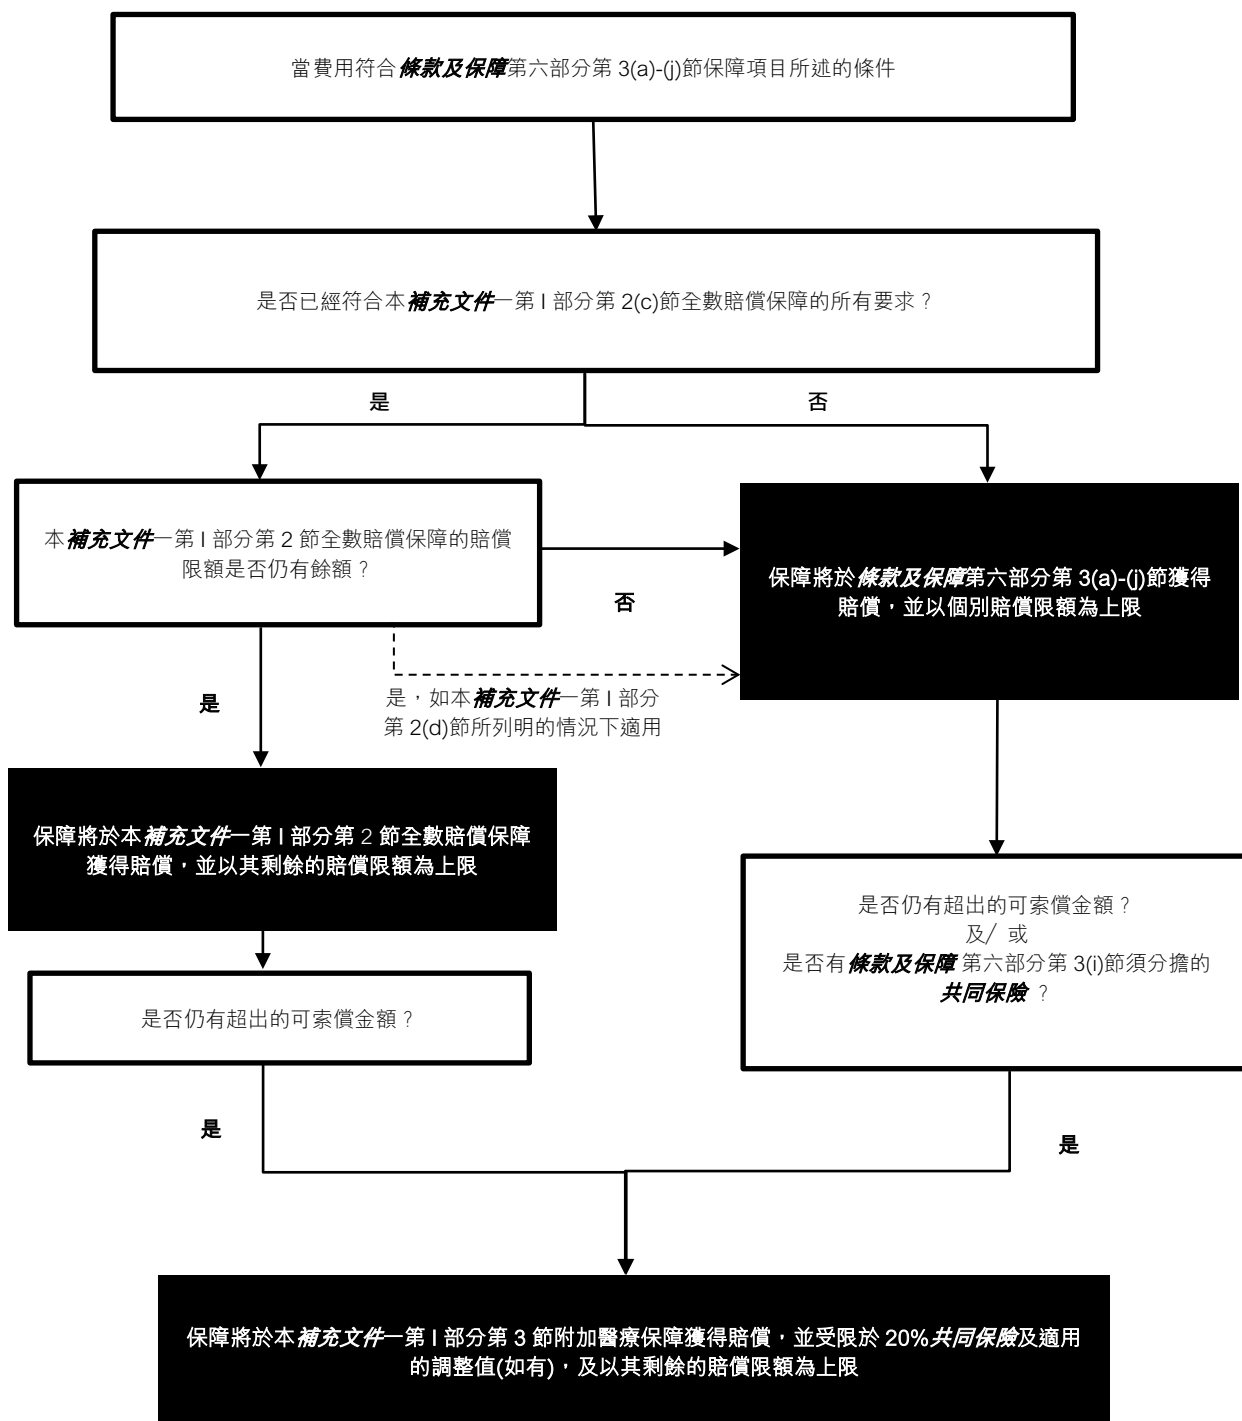 當費用符合條款及保障第六部分第 3(a)-(j)節保障項目所述的條件
是否已經符合本補充文件一第 I 部分第 2(c)節全數賠償保障的所有要求？
是
否
本補充文件一第 I 部分第 2 節全數賠償保障的賠償
限額是否仍有餘額？
否
保障將於條款及保障第六部分第 3(a)-(j)節獲得
賠償，並以個別賠償限額為上限
是
是，如本補充文件一第 I 部分
第 2(d)節所列明的情況下適用
保障將於本補充文件一第 I 部分第 2 節全數賠償保障
獲得賠償，並以其剩餘的賠償限額為上限
是否仍有超出的可索償金額？
及/ 或
是否有條款及保障 第六部分第 3(i)節須分擔的
共同保險 ？
是否仍有超出的可索償金額？
是
是
保障將於本補充文件一第 I 部分第 3 節附加醫療保障獲得賠償，並受限於 20%共同保險及適用
的調整值(如有)，及以其剩餘的賠償限額為上限